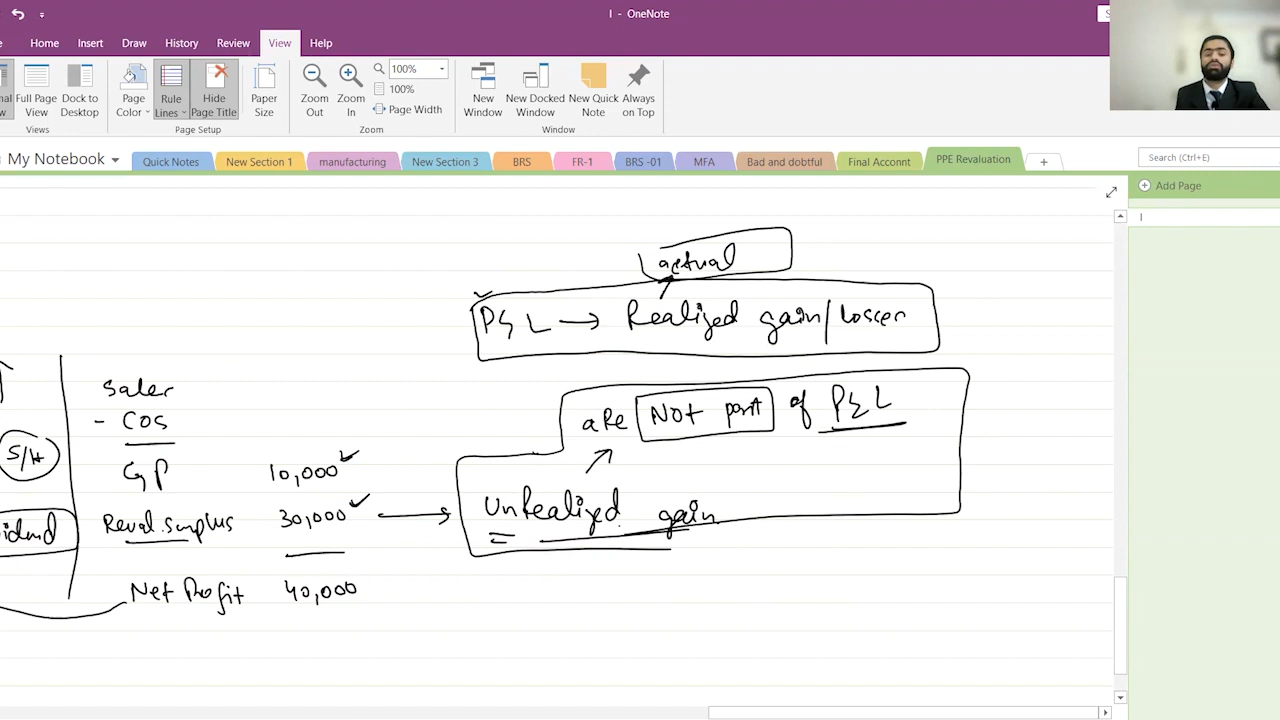 I - OneNote
Home Insert Draw History Review View Help
100%
Full Page View
Dock to Desktop
Page Color
Rule Lines
Hide Page Title
Paper Size
Zoom Out
Zoom In
100%
Page Width
New Window
New Docked Window
New Quick Note
Always on Top
Views Page Setup Zoom Window
My Notebook Quick Notes New Section 1 manufacturing New Section 3 BRS FR-1 BRS -01 MFA Bad and dobtful Final Acconnt PPE Revaluation +
Search (Ctrl+E)
Add Page
I
actual
P & L → Realized gain/Losses
are Not part of P & L
Unrealized gain
Sales
- COS
GP 10,000
Reval. Surplus 30,000
Net Profit 40,000
S/H